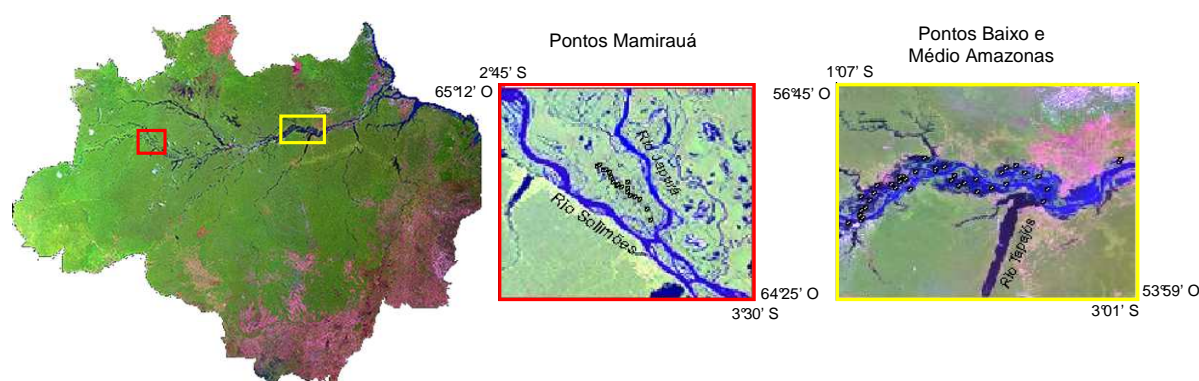 Pontos Mamirauá
2°45' S
65°12' O
Rio Japurá
Rio Solimões
64°25' O
3°30' S
Pontos Baixo e
Médio Amazonas
1°07' S
56°45' O
Rio Tapajós
53°59' O
3°01' S